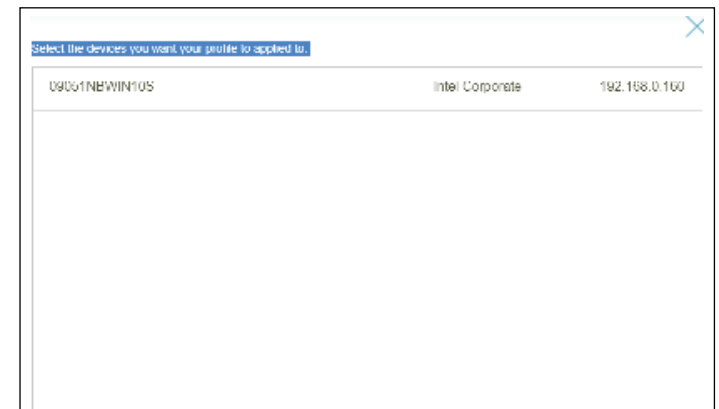 Select the devices you want your profile to applied to.
09051NBWIN10S Intel Corporate 192.168.0.160